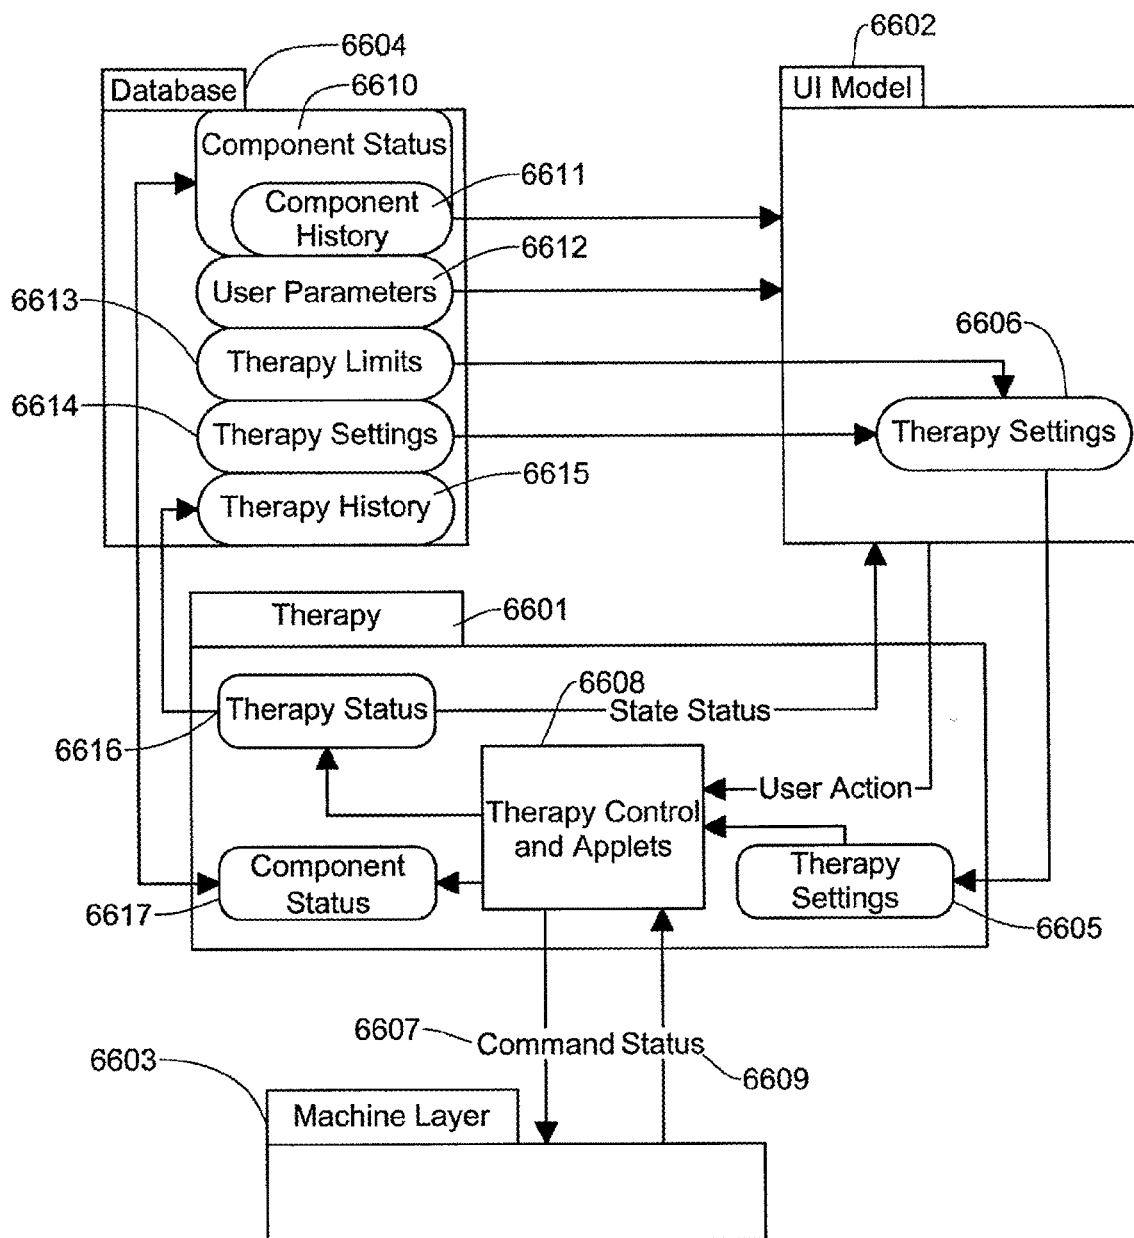 6604
6602
Database
6610
UI Model
Component Status
6611
Component
History
6612
User Parameters
6613
Therapy Limits
6606
6614
Therapy Settings
Therapy Settings
6615
Therapy History
Therapy
6601
6608
Therapy Status
State Status
6616
User Action
Therapy Control
and Applets
Component
Status
Therapy
Settings
6617
6605
6607
Command Status
6609
6603
Machine Layer